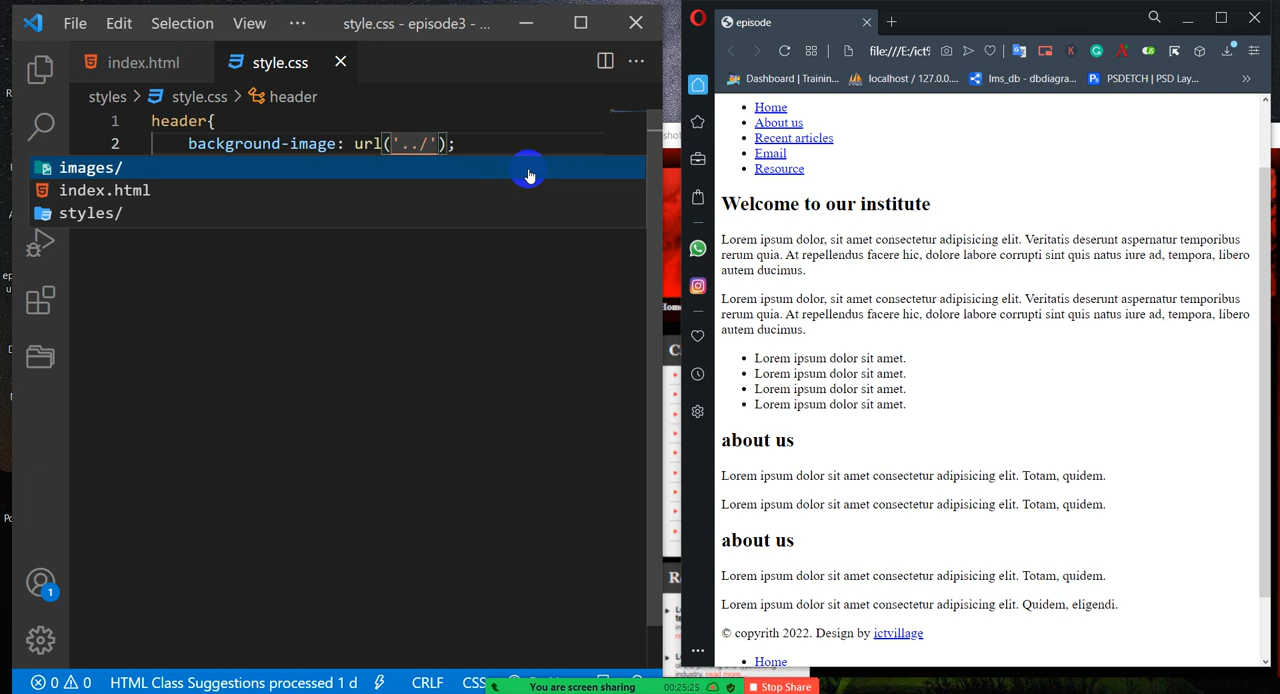 File Edit Selection View ··· style.css - episode3 - ...
index.html style.css
styles > style.css > header
1 header{
2 background-image: url('../');
images/
index.html
styles/
1
0 0 HTML Class Suggestions processed 1 d CRLF CSS
You are screen sharing 00:25:25 Stop Share
episode
file:///E:/ict
Dashboard | Trainin... localhost / 127.0.0.... lms_db - dbdiagra... PSDETCH | PSD Lay...
Home
About us
Recent articles
Email
Resource
Welcome to our institute
Lorem ipsum dolor, sit amet consectetur adipisicing elit. Veritatis deserunt aspernatur temporibus
rerum quia. At repellendus facere hic, dolore labore corrupti sint quis natus iure ad, tempora, libero
autem ducimus.
Lorem ipsum dolor, sit amet consectetur adipisicing elit. Veritatis deserunt aspernatur temporibus
rerum quia. At repellendus facere hic, dolore labore corrupti sint quis natus iure ad, tempora, libero
autem ducimus.
Lorem ipsum dolor sit amet.
Lorem ipsum dolor sit amet.
Lorem ipsum dolor sit amet.
Lorem ipsum dolor sit amet.
about us
Lorem ipsum dolor sit amet consectetur adipisicing elit. Totam, quidem.
Lorem ipsum dolor sit amet consectetur adipisicing elit. Totam, quidem.
about us
Lorem ipsum dolor sit amet consectetur adipisicing elit. Totam, quidem.
Lorem ipsum dolor sit amet consectetur adipisicing elit. Quidem, eligendi.
© copyrith 2022. Design by ictvillage
Home